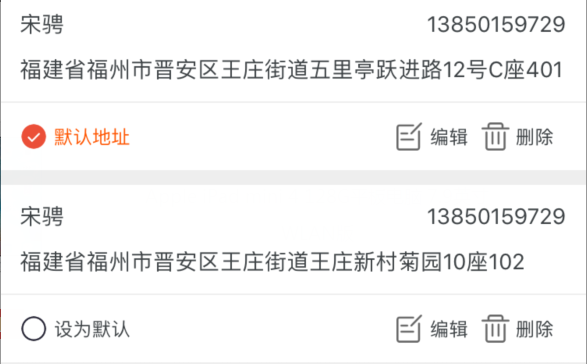 宋骋 13850159729
福建省福州市晋安区王庄街道五里亭跃进路12号C座401
默认地址 编辑 删除
宋骋 13850159729
福建省福州市晋安区王庄街道王庄新村菊园10座102
设为默认 编辑 删除